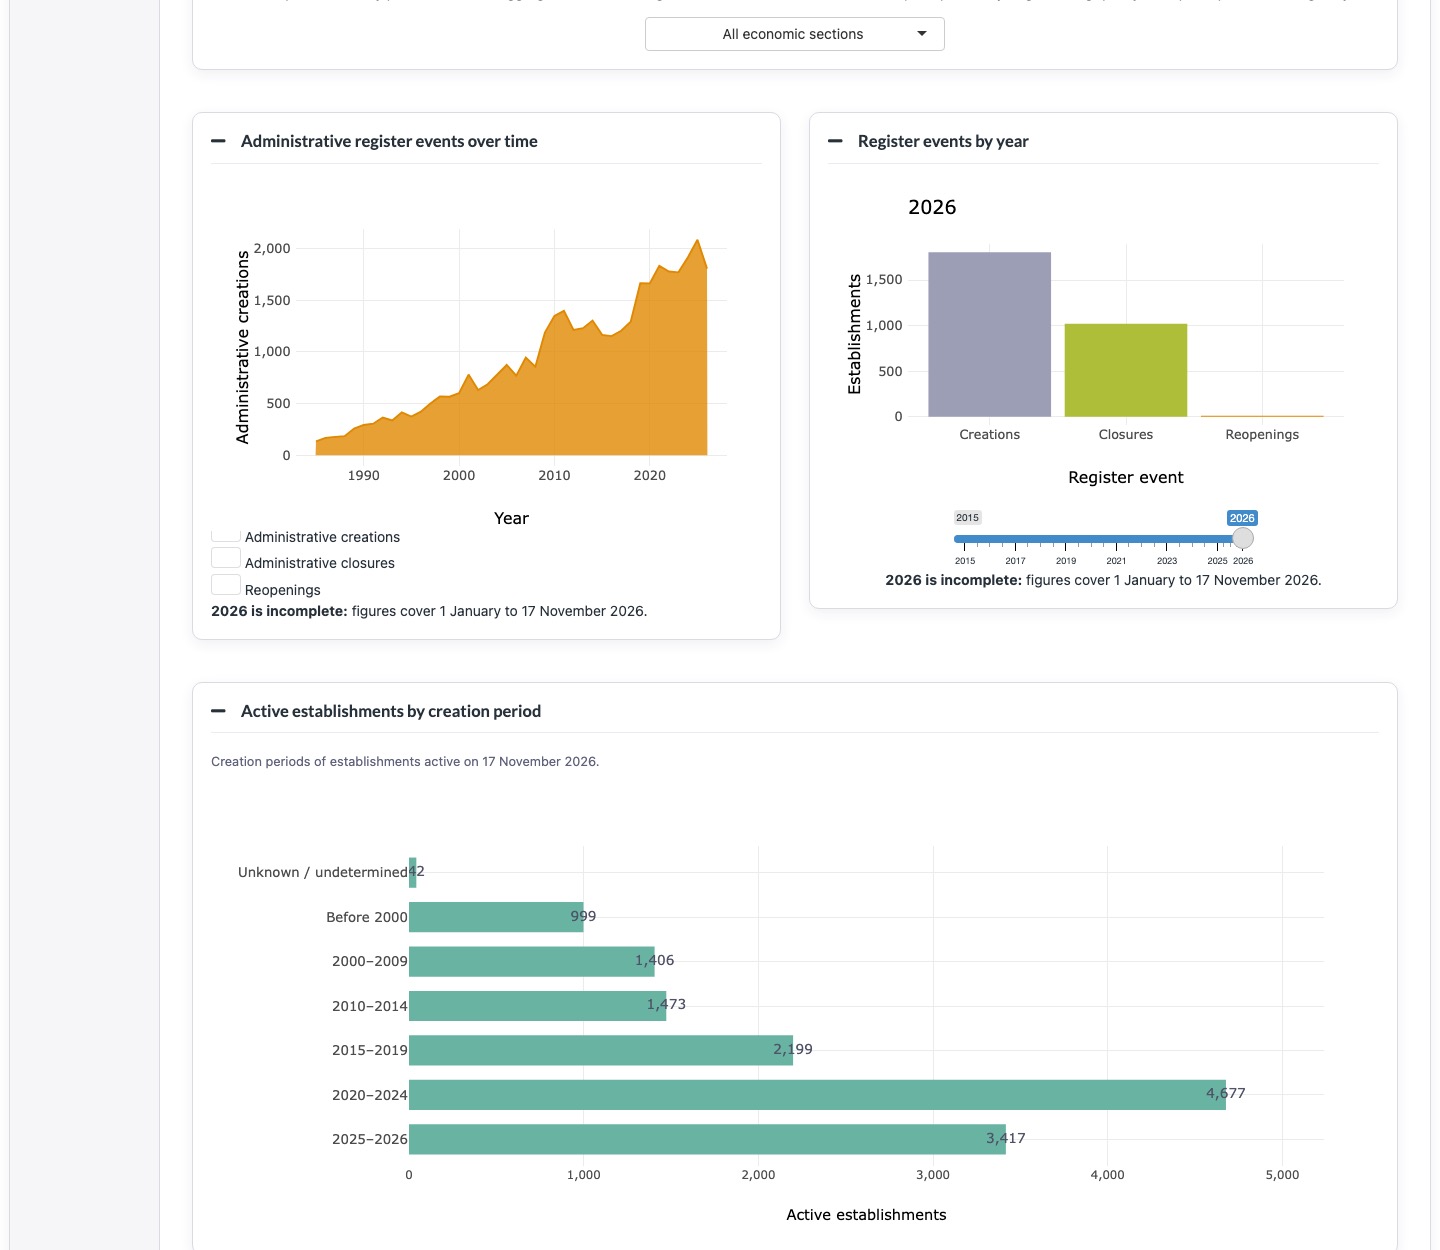 All economic sections
Administrative register events over time
Administrative creations
2,000
1,500
1,000
500
0
1990 2000 2010 2020
Year
Administrative creations
Administrative closures
Reopenings
2026 is incomplete: figures cover 1 January to 17 November 2026.
Register events by year
2026
Establishments
1,500
1,000
500
0
Creations Closures Reopenings
Register event
2015 2026
2015 2017 2019 2021 2023 2025 2026
2026 is incomplete: figures cover 1 January to 17 November 2026.
Active establishments by creation period
Creation periods of establishments active on 17 November 2026.
Unknown / undetermined 42
Before 2000 999
2000–2009 1,406
2010–2014 1,473
2015–2019 2,199
2020–2024 4,677
2025–2026 3,417
0 1,000 2,000 3,000 4,000 5,000
Active establishments